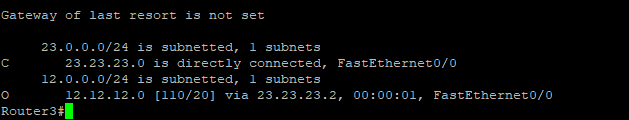 Gateway of last resort is not set
     23.0.0.0/24 is subnetted, 1 subnets
C       23.23.23.0 is directly connected, FastEthernet0/0
     12.0.0.0/24 is subnetted, 1 subnets
O       12.12.12.0 [110/20] via 23.23.23.2, 00:00:01, FastEthernet0/0
Router3#